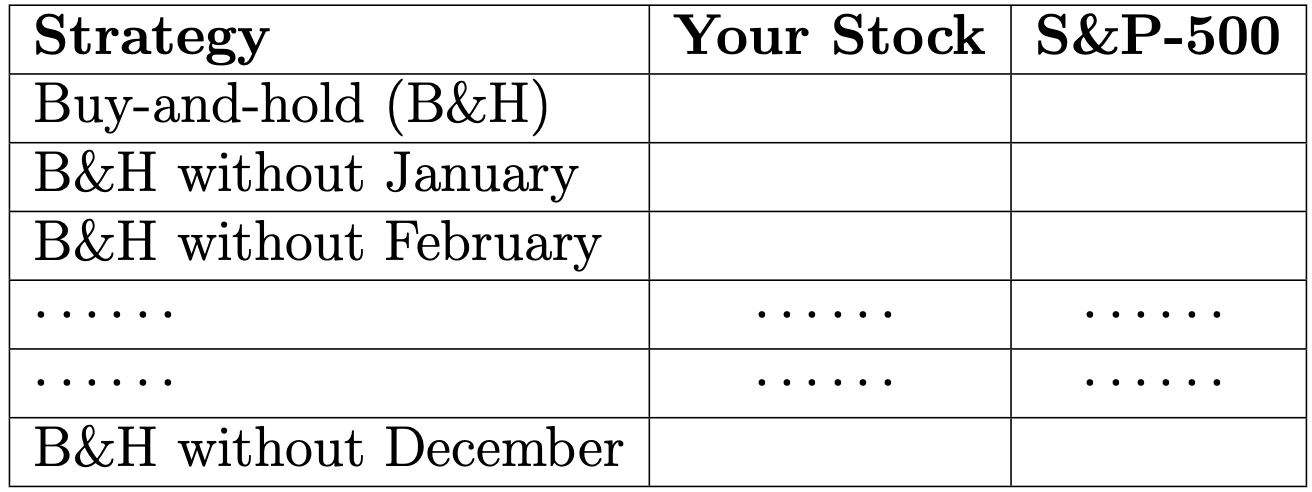 Strategy Your Stock S&P-500
Buy-and-hold (B&H)
B&H without January
B&H without February
...... ...... ......
...... ...... ......
B&H without December